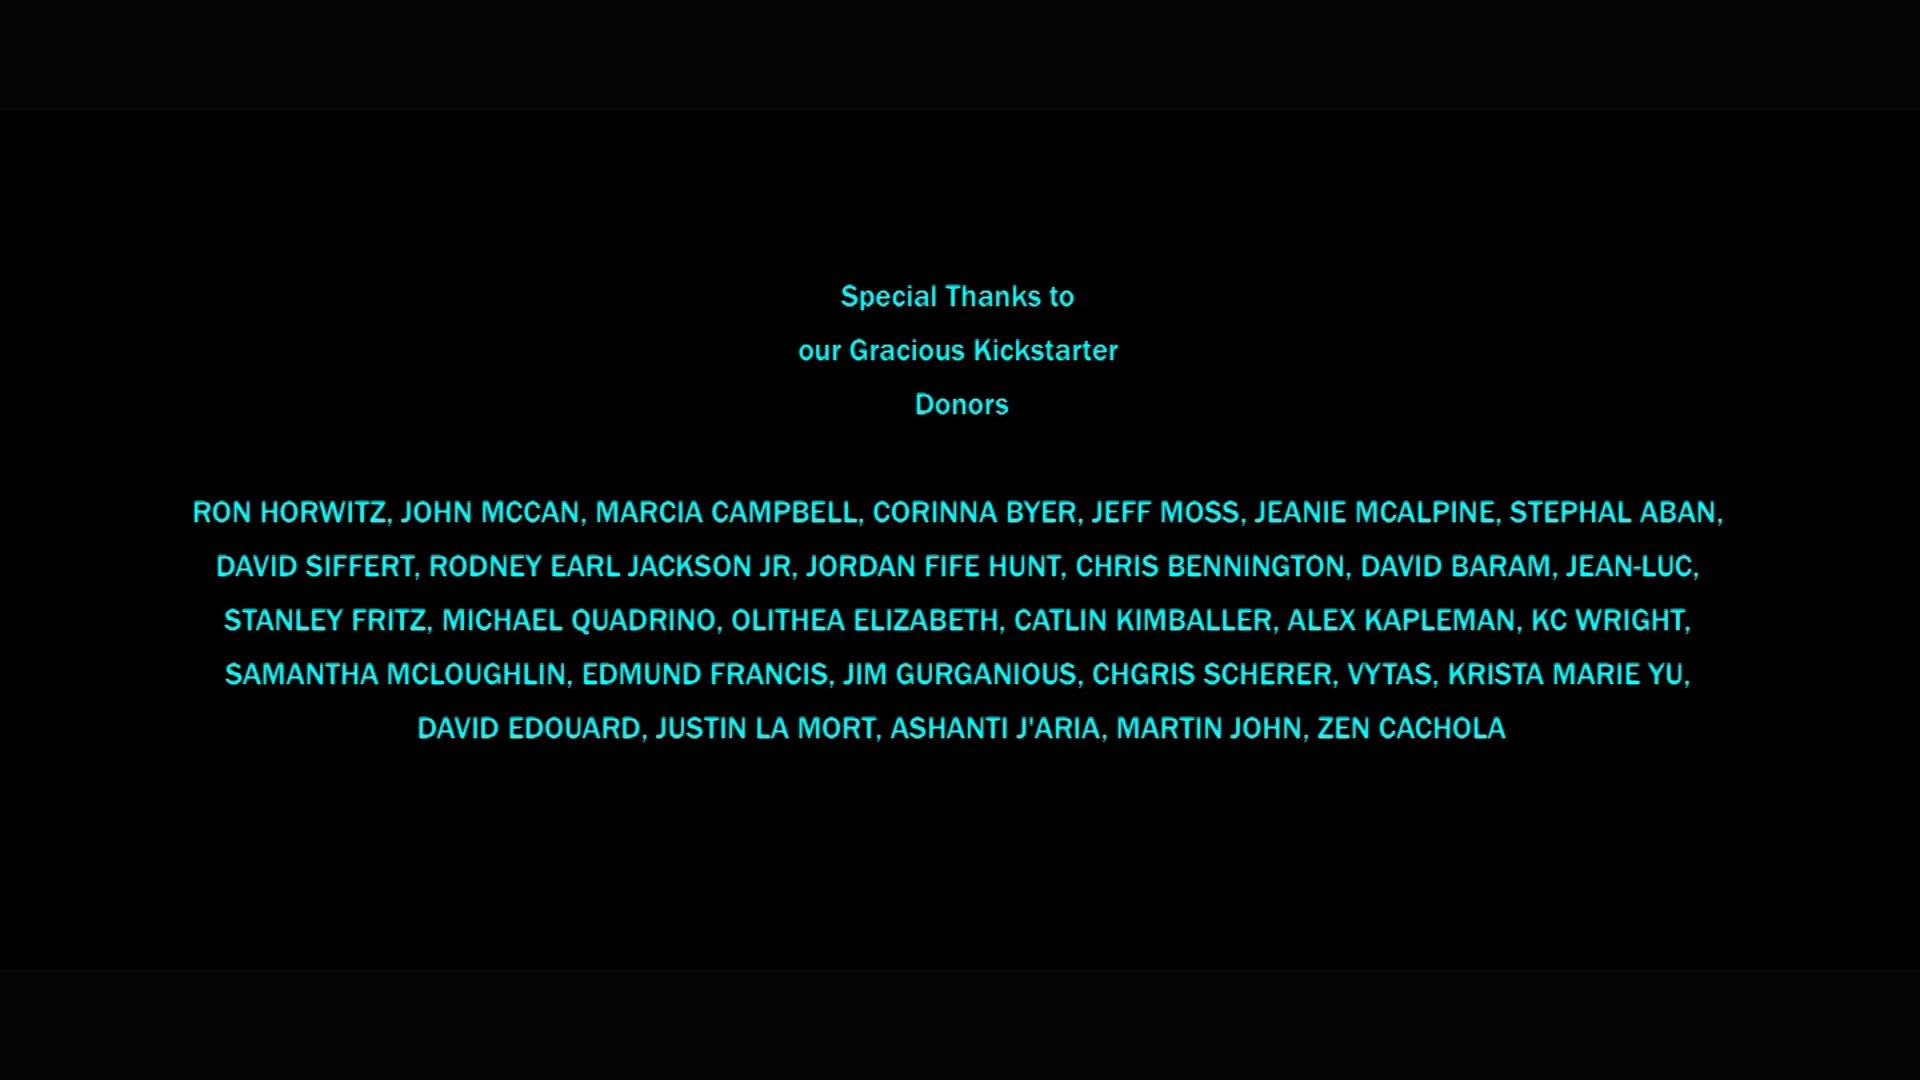 Special Thanks to
our Gracious Kickstarter
Donors
RON HORWITZ, JOHN MCCAN, MARCIA CAMPBELL, CORINNA BYER, JEFF MOSS, JEANIE MCALPINE, STEPHAL ABAN,
DAVID SIFFERT, RODNEY EARL JACKSON JR, JORDAN FIFE HUNT, CHRIS BENNINGTON, DAVID BARAM, JEAN-LUC,
STANLEY FRITZ, MICHAEL QUADRINO, OLITHEA ELIZABETH, CATLIN KIMBALLER, ALEX KAPLEMAN, KC WRIGHT,
SAMANTHA MCLOUGHLIN, EDMUND FRANCIS, JIM GURGANIOUS, CHGRIS SCHERER, VYTAS, KRISTA MARIE YU,
DAVID EDOUARD, JUSTIN LA MORT, ASHANTI J'ARIA, MARTIN JOHN, ZEN CACHOLA